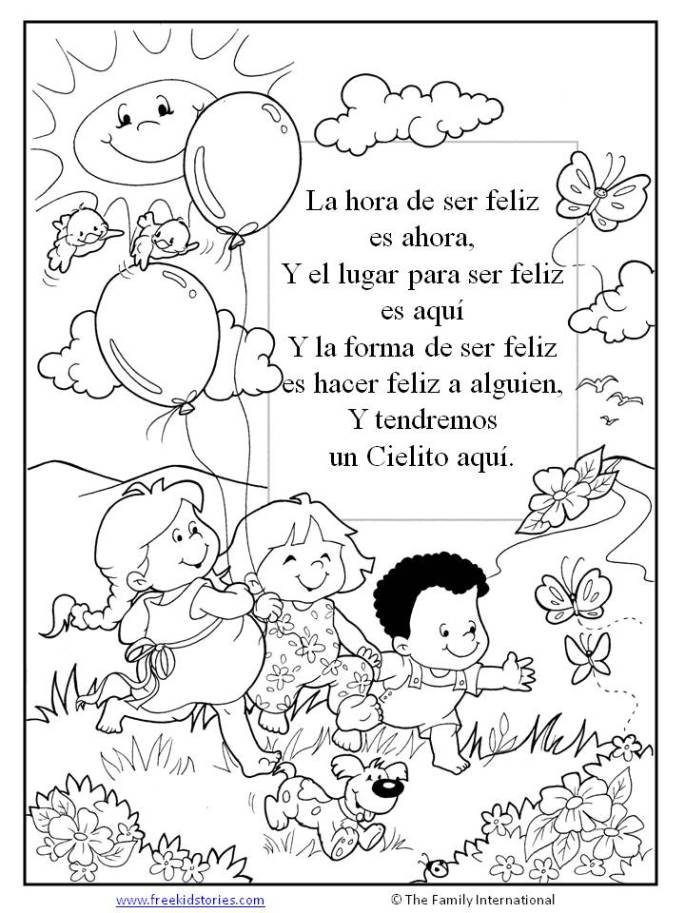 La hora de ser feliz
es ahora,
Y el lugar para ser feliz
es aquí
Y la forma de ser feliz
es hacer feliz a alguien,
Y tendremos
un Cielito aquí.
www.freekidstories.com © The Family International